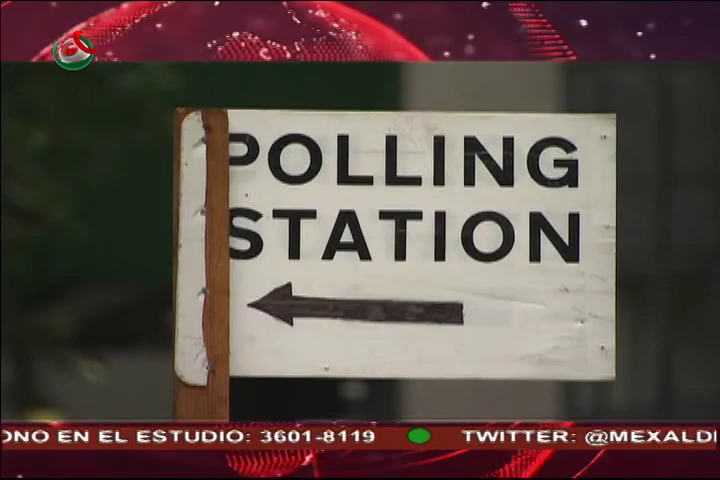 POLLING
STATION
ONO EN EL ESTUDIO: 3601-8119 TWITTER: @MEXALDI